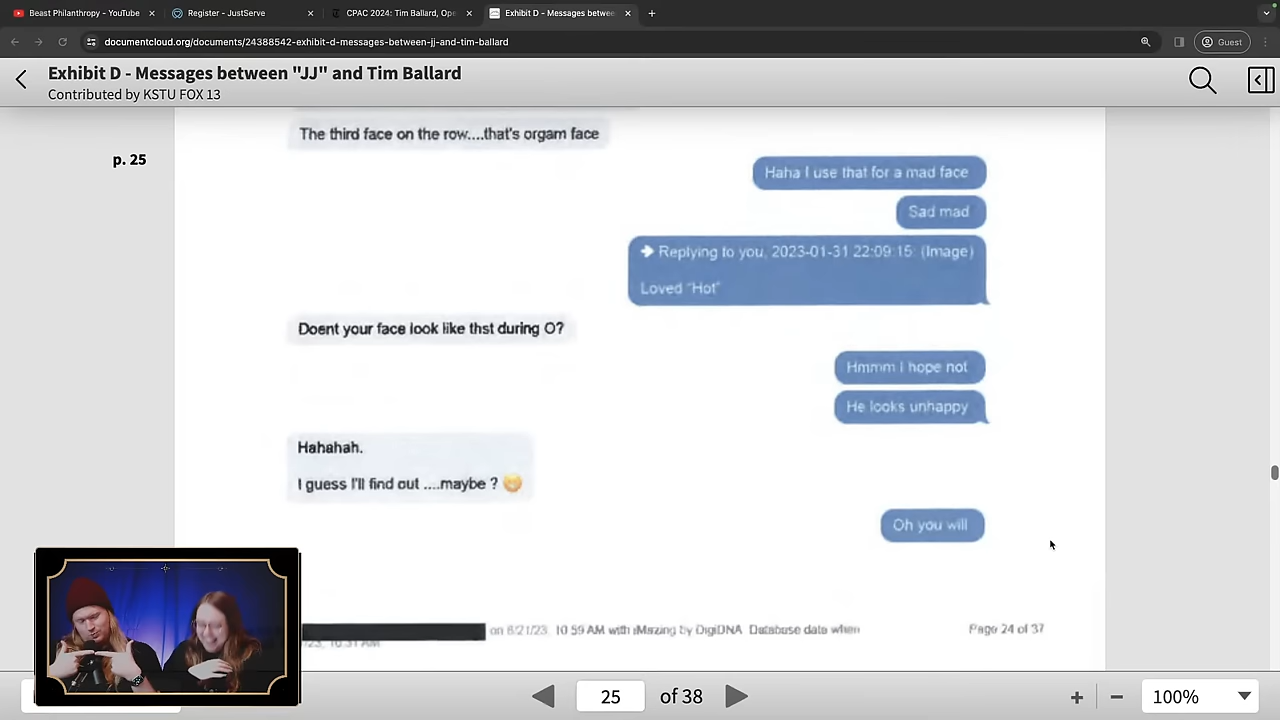 Beast Philanthropy - YouTube
Register - JustServe
CPAC 2024: Tim Ballard, Ope
Exhibit D - Messages betwee
documentcloud.org/documents/24388542-exhibit-d-messages-between-jj-and-tim-ballard
Guest
Exhibit D - Messages between "JJ" and Tim Ballard
Contributed by KSTU FOX 13
p. 25
The third face on the row....that's orgam face
Haha I use that for a mad face
Sad mad
Replying to you, 2023-01-31 22:09:15: (Image)
Loved "Hot"
Doent your face look like thst during O?
Hmmm I hope not
He looks unhappy
Hahahah.
I guess I'll find out ....maybe ?
Oh you will
on 6/21/23, 10:59 AM with iMazing by DigiDNA Database date when
Page 24 of 37
25 of 38
100%